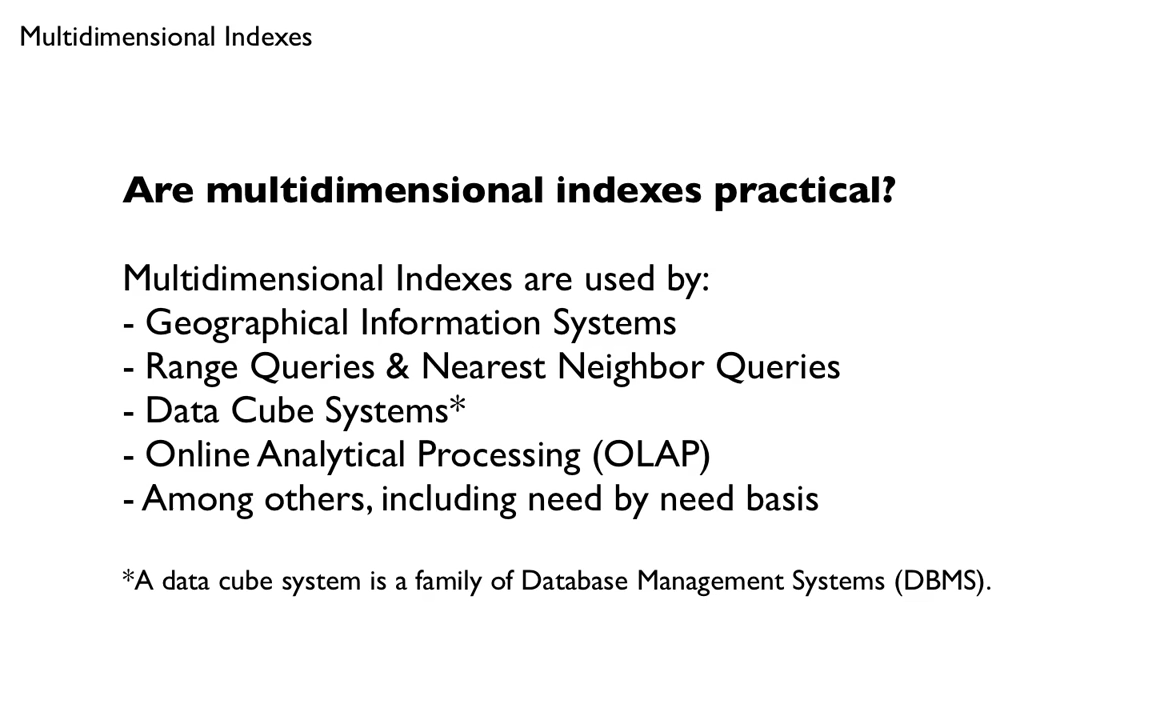 Multidimensional Indexes
Are multidimensional indexes practical?
Multidimensional Indexes are used by:
- Geographical Information Systems
- Range Queries & Nearest Neighbor Queries
- Data Cube Systems*
- Online Analytical Processing (OLAP)
- Among others, including need by need basis
*A data cube system is a family of Database Management Systems (DBMS).